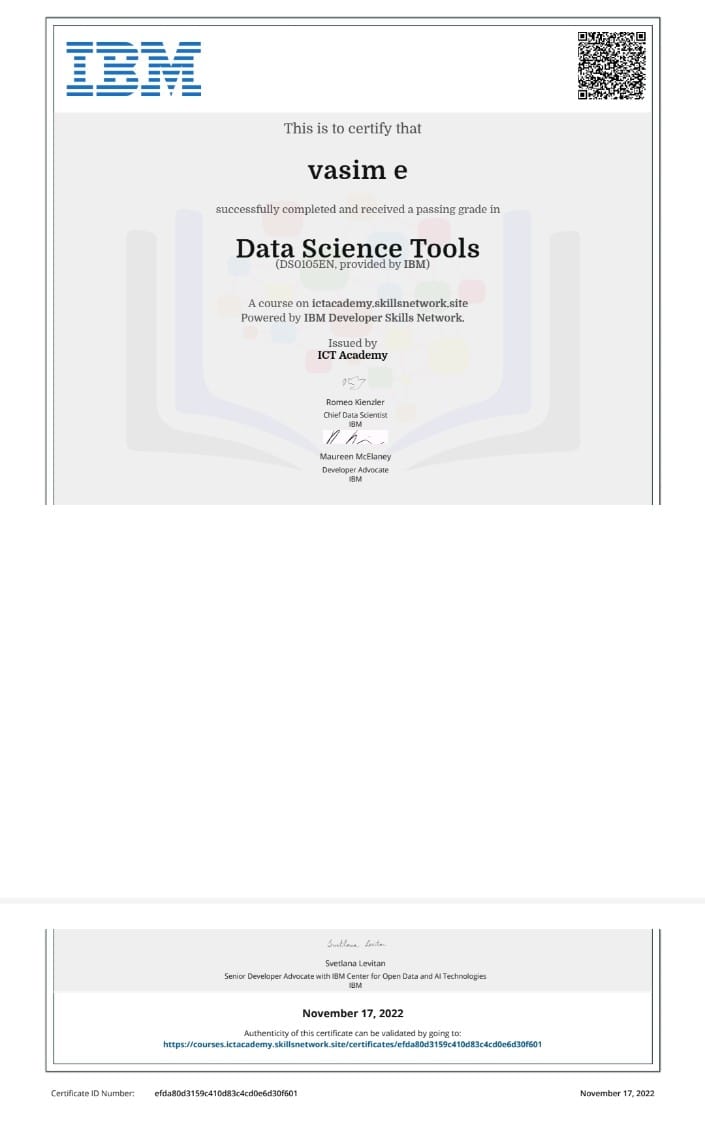 IBM
This is to certify that
vasim e
successfully completed and received a passing grade in
Data Science Tools
(DS0105EN, provided by IBM)
A course on ictacademy.skillsnetwork.site
Powered by IBM Developer Skills Network.
Issued by
ICT Academy
Romeo Kienzler
Chief Data Scientist
IBM
Maureen McElaney
Developer Advocate
IBM
Svetlana Levitan
Svetlana Levitan
Senior Developer Advocate with IBM Center for Open Data and AI Technologies
IBM
November 17, 2022
Authenticity of this certificate can be validated by going to:
https://courses.ictacademy.skillsnetwork.site/certificates/efda80d3159c410d83c4cd0e6d30f601
Certificate ID Number: efda80d3159c410d83c4cd0e6d30f601 November 17, 2022